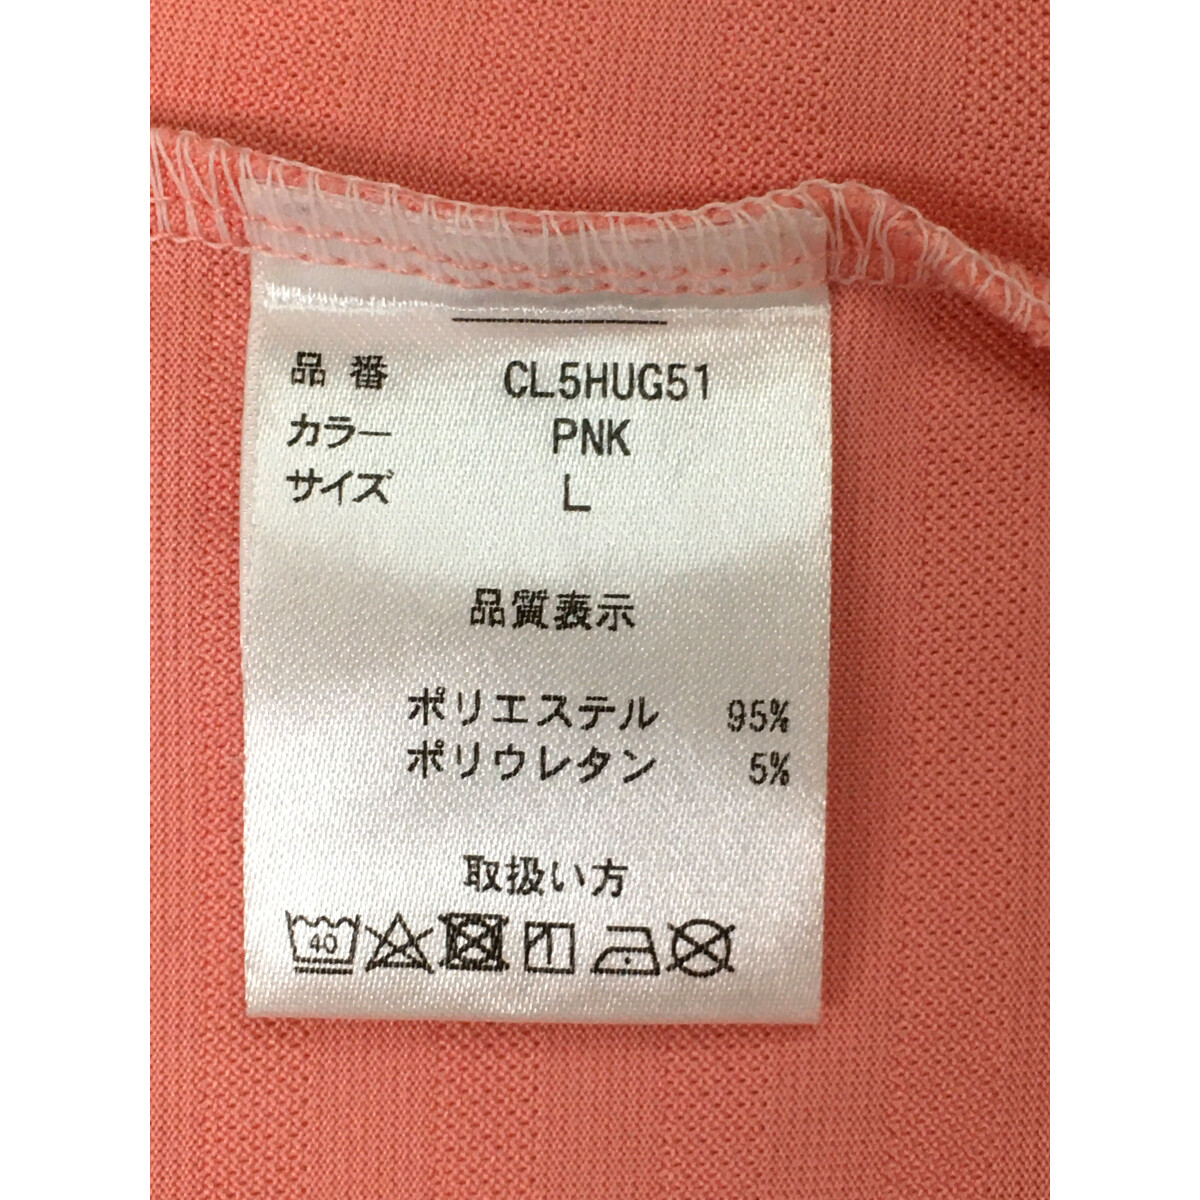 品番 CL5HUG51
カラー PNK
サイズ L
品質表示
ポリエステル 95%
ポリウレタン 5%
取扱い方
40